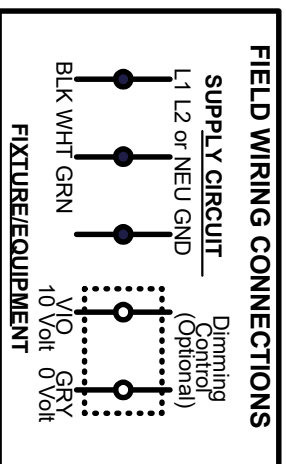 FIELD WIRING CONNECTIONS
SUPPLY CIRCUIT
L1 L2 or NEU GND
Dimming
Control
(Optional)
BLK WHT GRN
VIO GRY
10 Volt 0 Volt
FIXTURE/EQUIPMENT